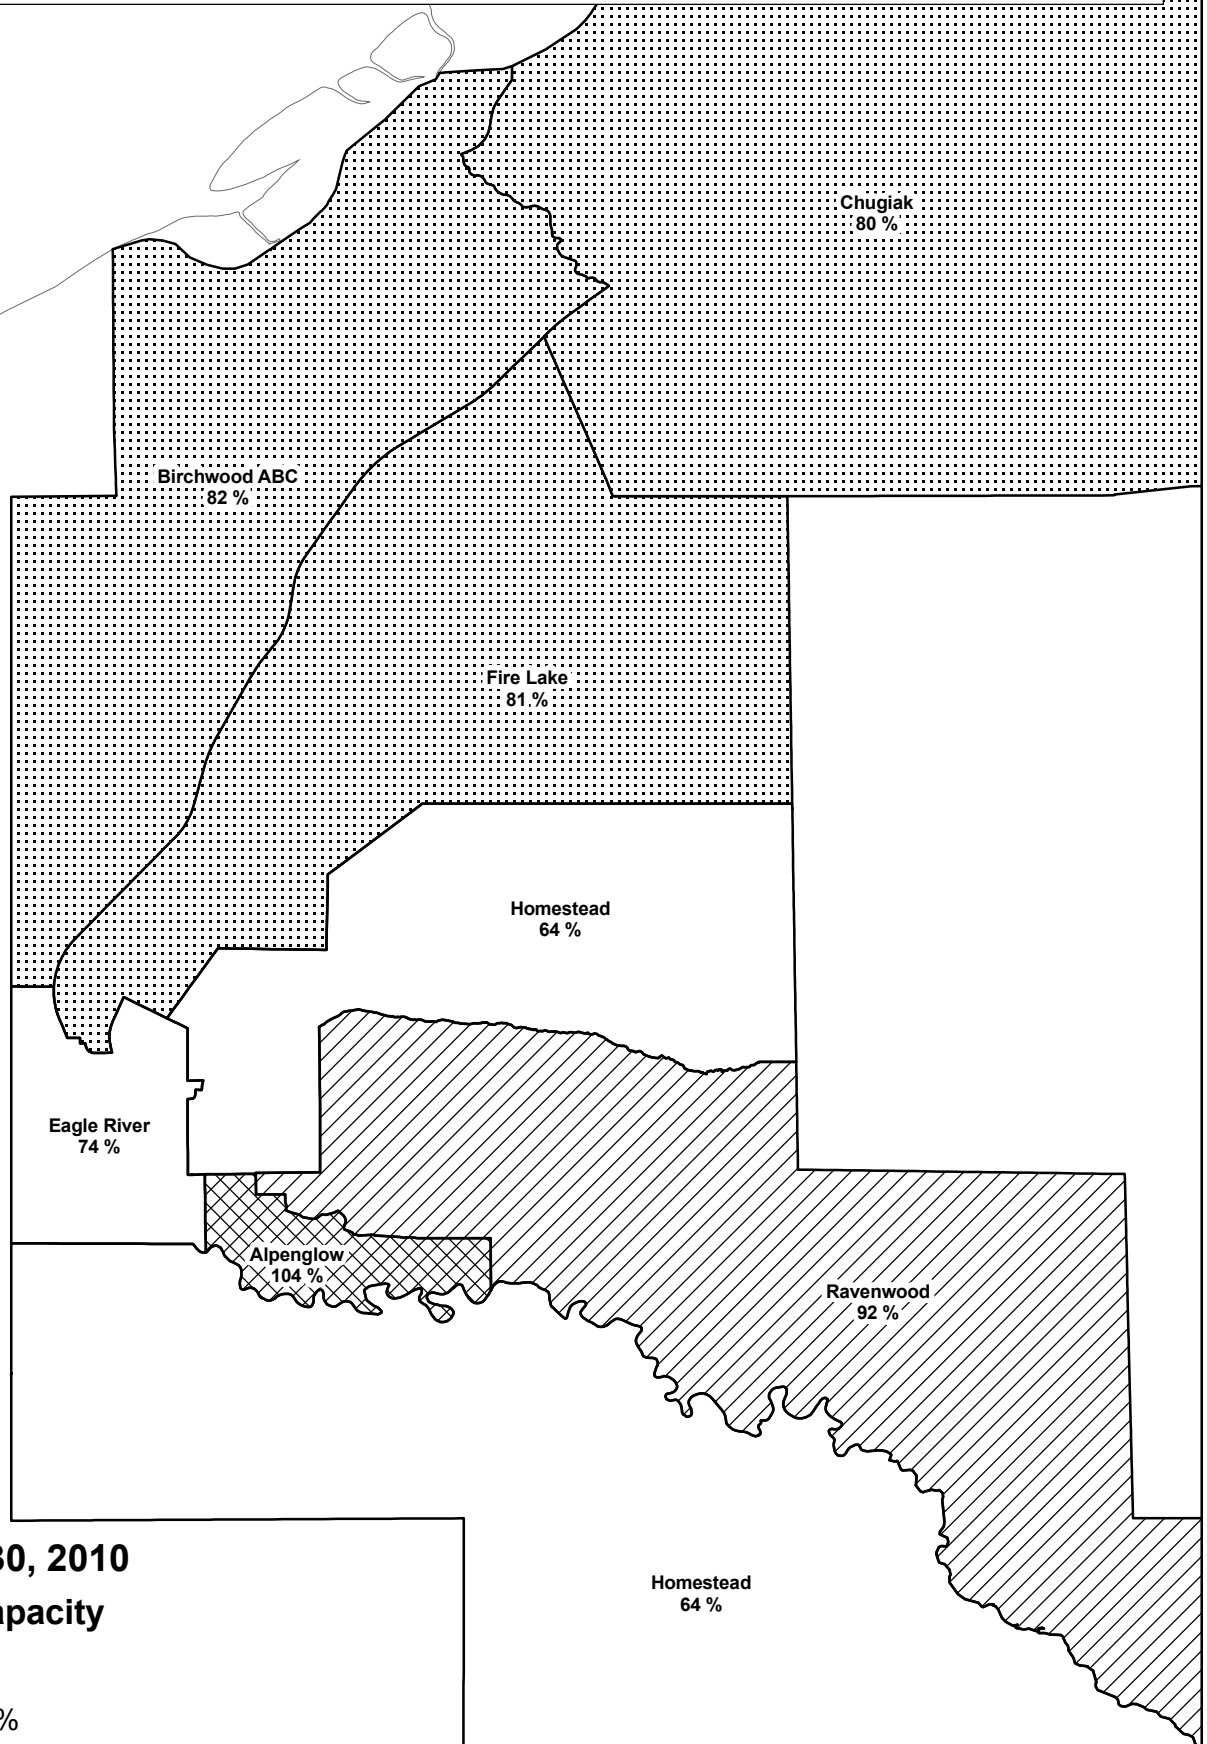 Chugiak
80 %
Birchwood ABC
82 %
Fire Lake
81 %
Homestead
64 %
Eagle River
74 %
Alpenglow
104 %
Ravenwood
92 %
30, 2010
Homestead
64 %
apacity
%